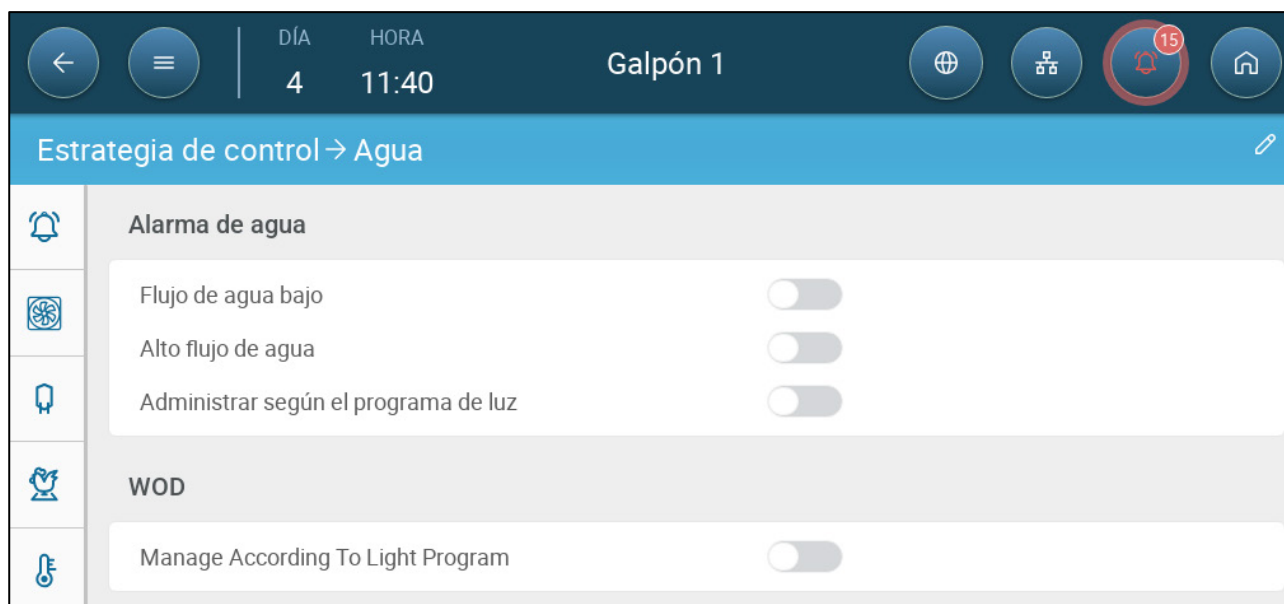 DÍA HORA
4 11:40
Galpón 1
15
Estrategia de control → Agua
Alarma de agua
Flujo de agua bajo
Alto flujo de agua
Administrar según el programa de luz
WOD
Manage According To Light Program